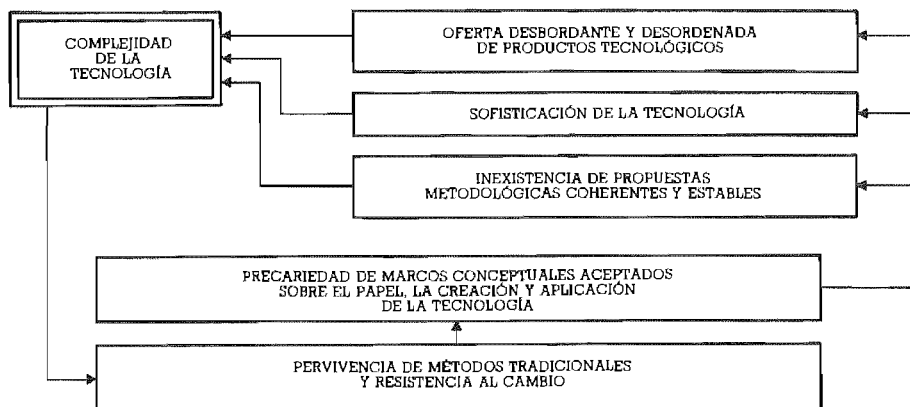 COMPLEJIDAD
DE LA
TECNOLOGÍA
OFERTA DESBORDANTE Y DESORDENADA
DE PRODUCTOS TECNOLÓGICOS
SOFISTICACIÓN DE LA TECNOLOGÍA
INEXISTENCIA DE PROPUESTAS
METODOLÓGICAS COHERENTES Y ESTABLES
PRECARIEDAD DE MARCOS CONCEPTUALES ACEPTADOS
SOBRE EL PAPEL, LA CREACIÓN Y APLICACIÓN
DE LA TECNOLOGÍA
PERVIVENCIA DE MÉTODOS TRADICIONALES
Y RESISTENCIA AL CAMBIO